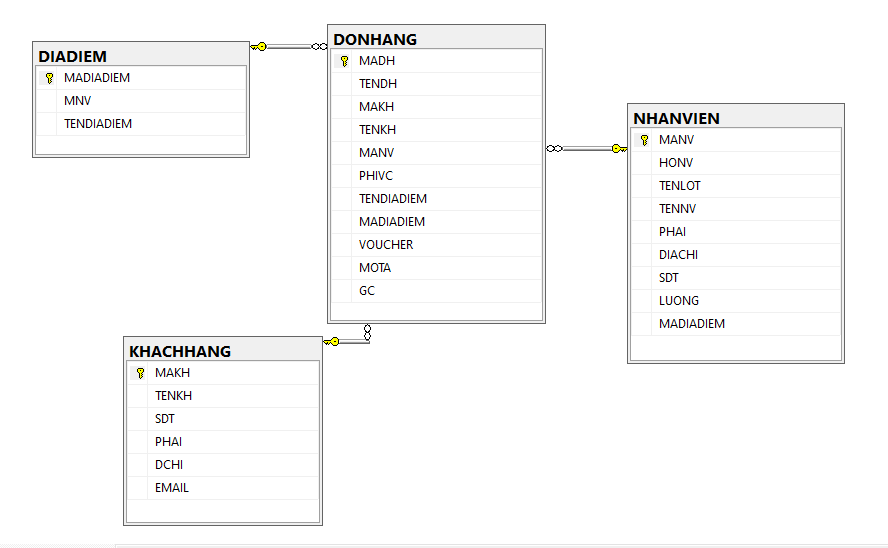 DIADIEM
MADIADIEM
MNV
TENDIADIEM
DONHANG
MADH
TENDH
MAKH
TENKH
MANV
PHIVC
TENDIADIEM
MADIADIEM
VOUCHER
MOTA
GC
NHANVIEN
MANV
HONV
TENLOT
TENNV
PHAI
DIACHI
SDT
LUONG
MADIADIEM
KHACHHANG
MAKH
TENKH
SDT
PHAI
DCHI
EMAIL